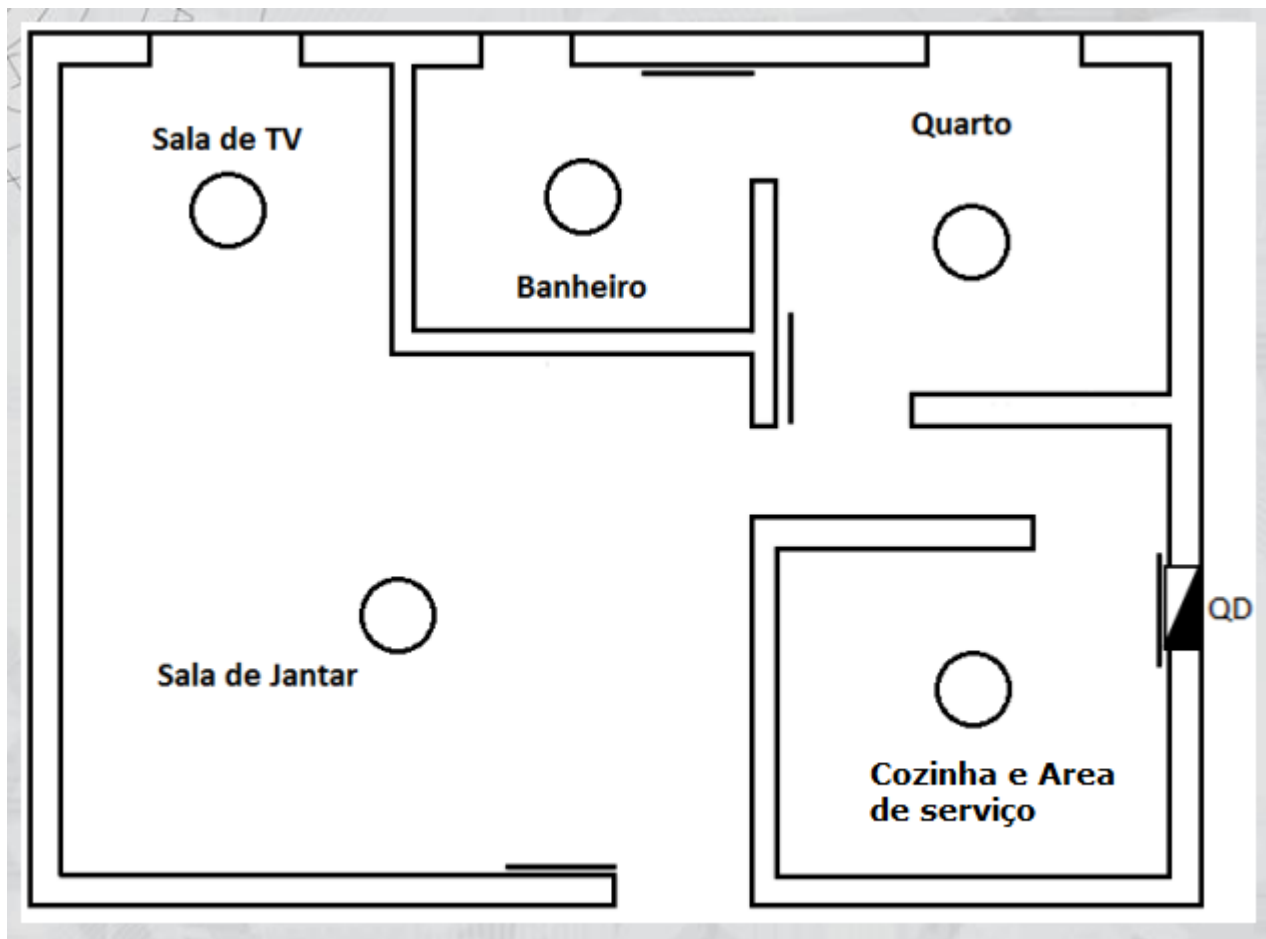 Sala de TV
Quarto
Banheiro
QD
Sala de Jantar
Cozinha e Area
de serviço